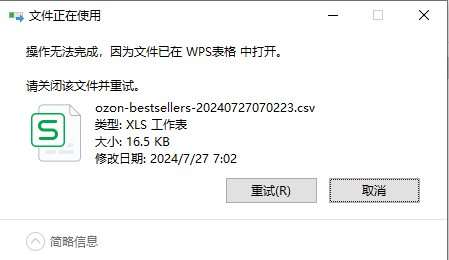 文件正在使用
操作无法完成，因为文件已在 WPS表格 中打开。
请关闭该文件并重试。
ozon-bestsellers-20240727070223.csv
类型: XLS 工作表
大小: 16.5 KB
修改日期: 2024/7/27 7:02
重试(R)
取消
简略信息